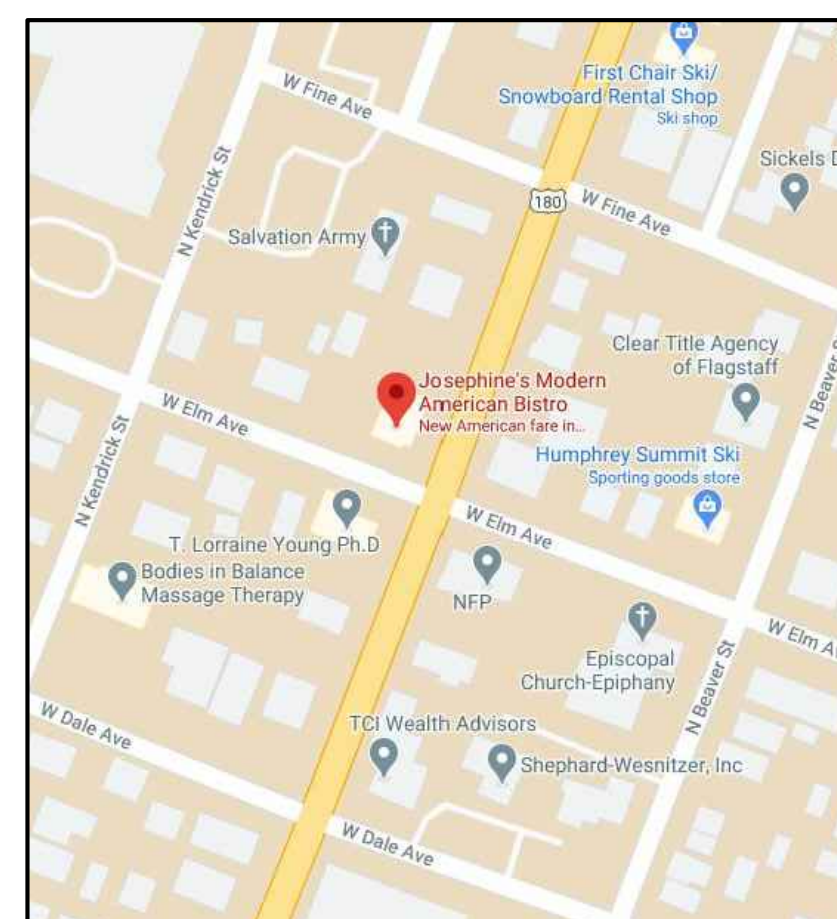 First Chair Ski/
Snowboard Rental Shop
Ski shop
W Fine Ave
Sickels
N Kendrick St
180
W Fine Ave
Salvation Army
Clear Title Agency
of Flagstaff
Josephine's Modern
American Bistro
New American fare in...
N Beaver
W Elm Ave
Humphrey Summit Ski
Sporting goods store
N Kendrick St
W Elm Ave
T. Lorraine Young Ph.D
Bodies in Balance
Massage Therapy
NFP
W Elm
Episcopal
Church-Epiphany
N Beaver St
W Dale Ave
TCI Wealth Advisors
Shephard-Wesnitzer, Inc
W Dale Ave